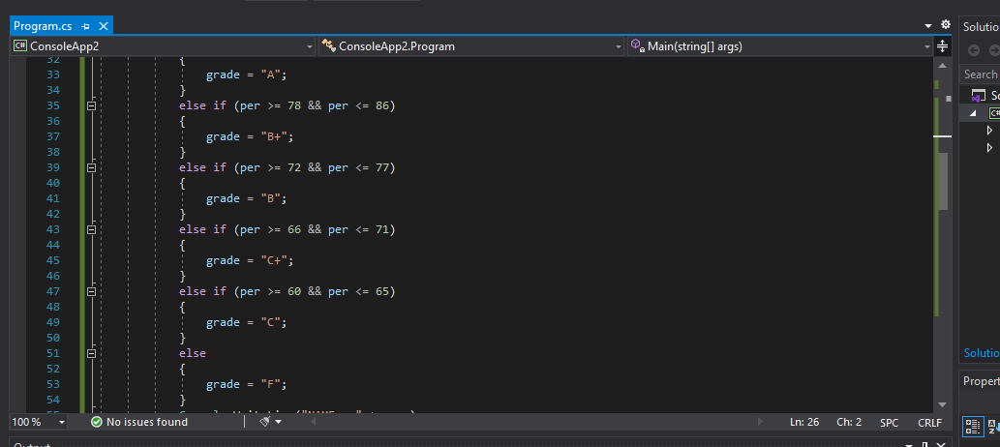 Program.cs
Solutio
ConsoleApp2
ConsoleApp2.Program
Main(string[] args)
Search
32 {
33 grade = "A";
34 }
35 else if (per >= 78 && per <= 86)
36 {
37 grade = "B+";
38 }
39 else if (per >= 72 && per <= 77)
40 {
41 grade = "B";
42 }
43 else if (per >= 66 && per <= 71)
44 {
45 grade = "C+";
46 }
47 else if (per >= 60 && per <= 65)
48 {
49 grade = "C";
50 }
51 else
52 {
53 grade = "F";
54 }
So
C#
Solutio
Propert
100 %
No issues found
Ln: 26
Ch: 2
SPC
CRLF
Output